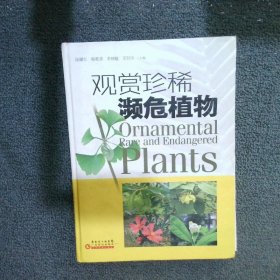 观赏珍稀
濒危植物
Ornamental
Rare and Endangered
Plants